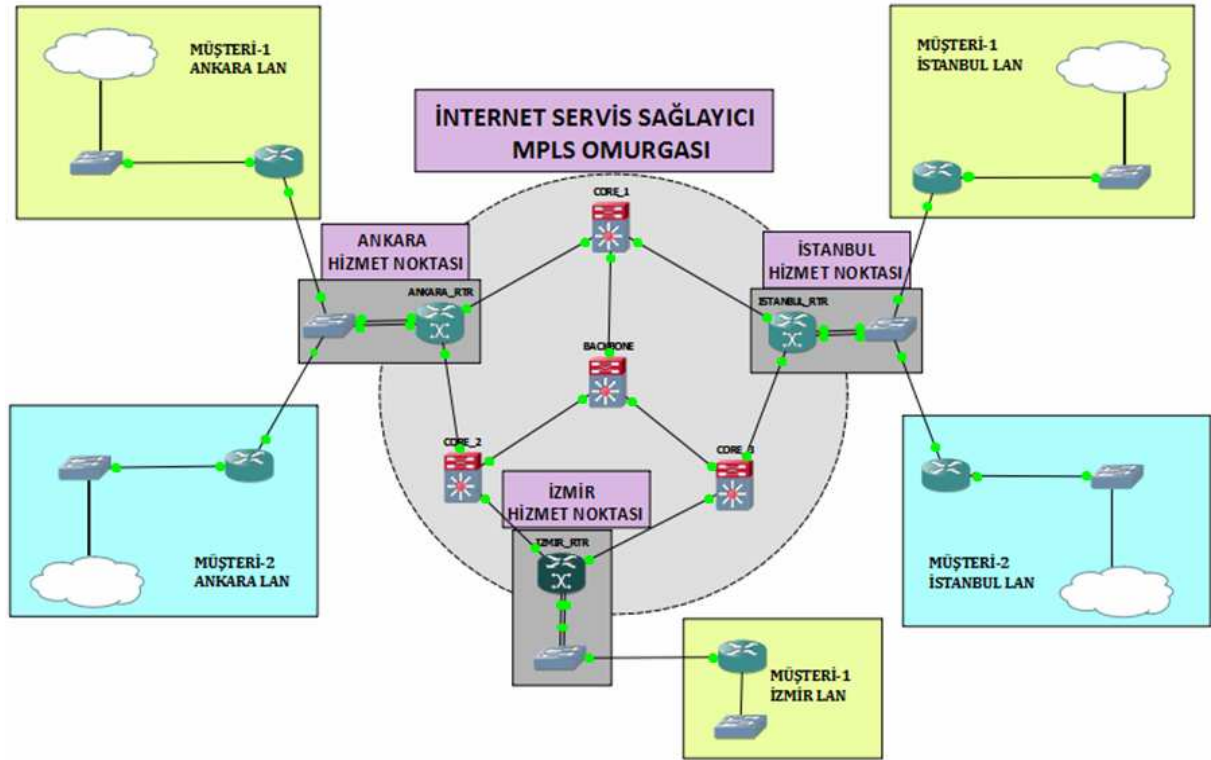 MÜŞTERİ-1
ANKARA LAN
MÜŞTERİ-1
İSTANBUL LAN
İNTERNET SERVİS SAĞLAYICI
MPLS OMURGASI
CORE_1
ANKARA
HİZMET NOKTASI
İSTANBUL
HİZMET NOKTASI
ANKARA_RTR
ISTANBUL_RTR
BACKBONE
CORE_2
CORE_3
İZMİR
HİZMET NOKTASI
IZMIR_RTR
MÜŞTERİ-2
ANKARA LAN
MÜŞTERİ-2
İSTANBUL LAN
MÜŞTERİ-1
İZMİR LAN